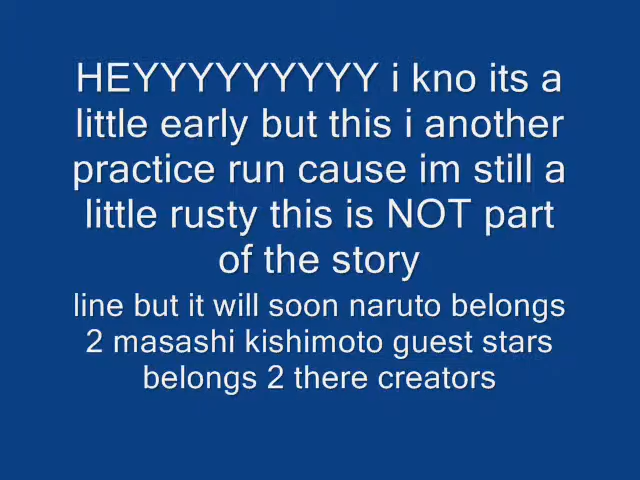 HEYYYYYYYYY i kno its a
little early but this i another
practice run cause im still a
little rusty this is NOT part
of the story
line but it will soon naruto belongs
2 masashi kishimoto guest stars
belongs 2 there creators